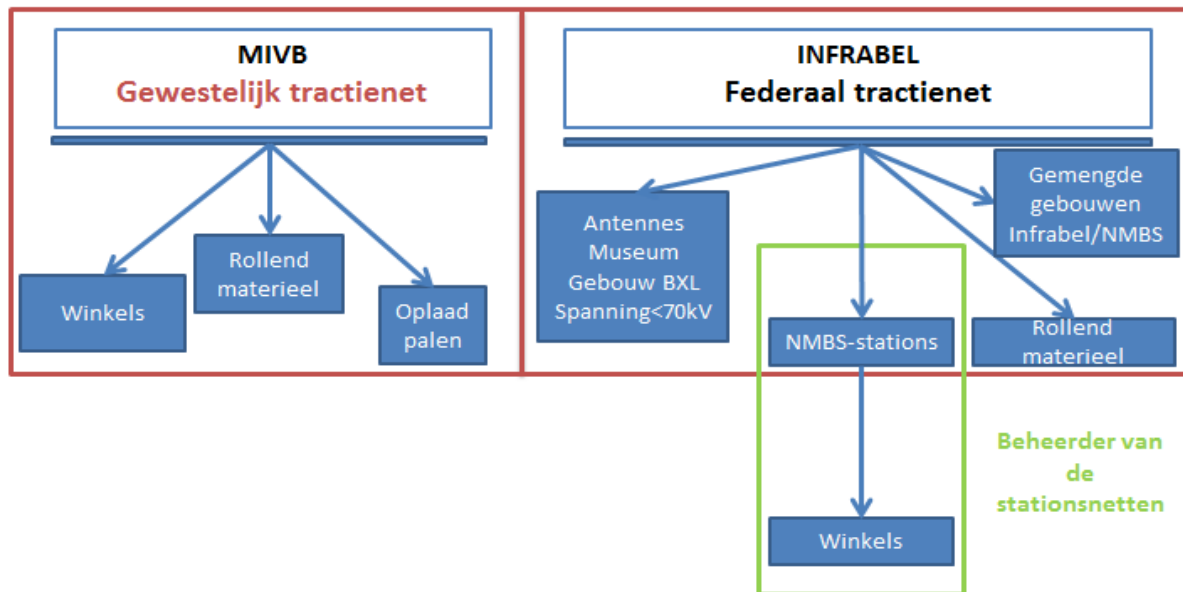 MIVB
Gewestelijk tractienet
Winkels
Rollend
materieel
Oplaad
palen
INFRABEL
Federaal tractienet
Antennes
Museum
Gebouw BXL
Spanning<70kV
NMBS-stations
Gemengde
gebouwen
Infrabel/NMBS
Rollend
materieel
Winkels
Beheerder van
de
stationsnetten